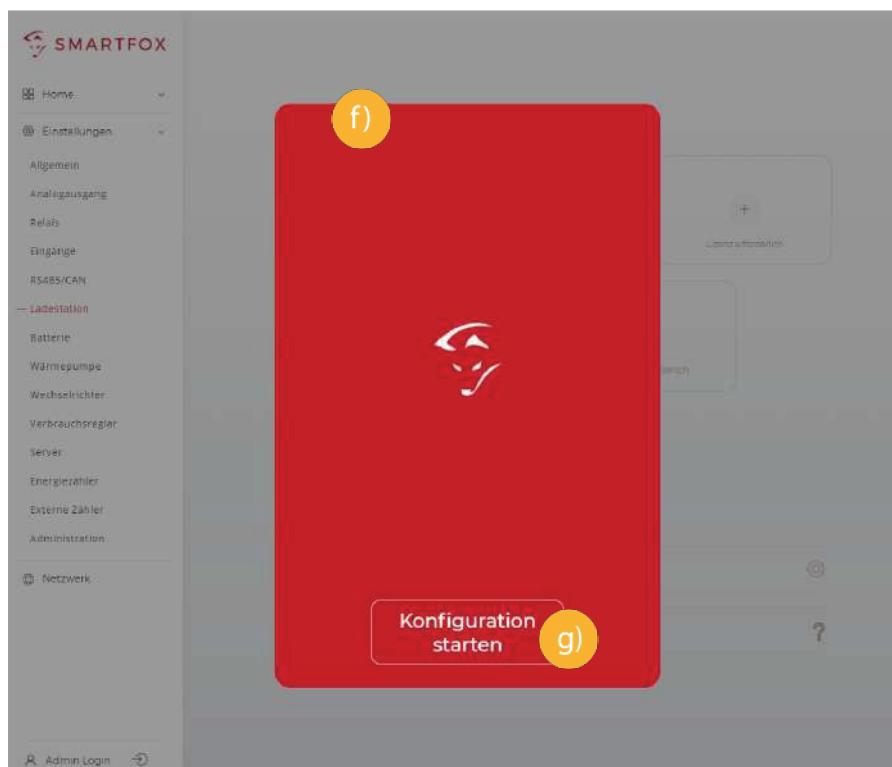 SMARTFOX
Home
Einstellungen
Allgemein
Analogausgang
Relais
Eingänge
RS485/CAN
Ladestation
Batterie
Wärmepumpe
Wechselrichter
Verbrauchsregler
Server
Energiezähler
Externe Zähler
Administration
Netzwerk
Admin Login
f)
Konfiguration
starten
g)
+
?